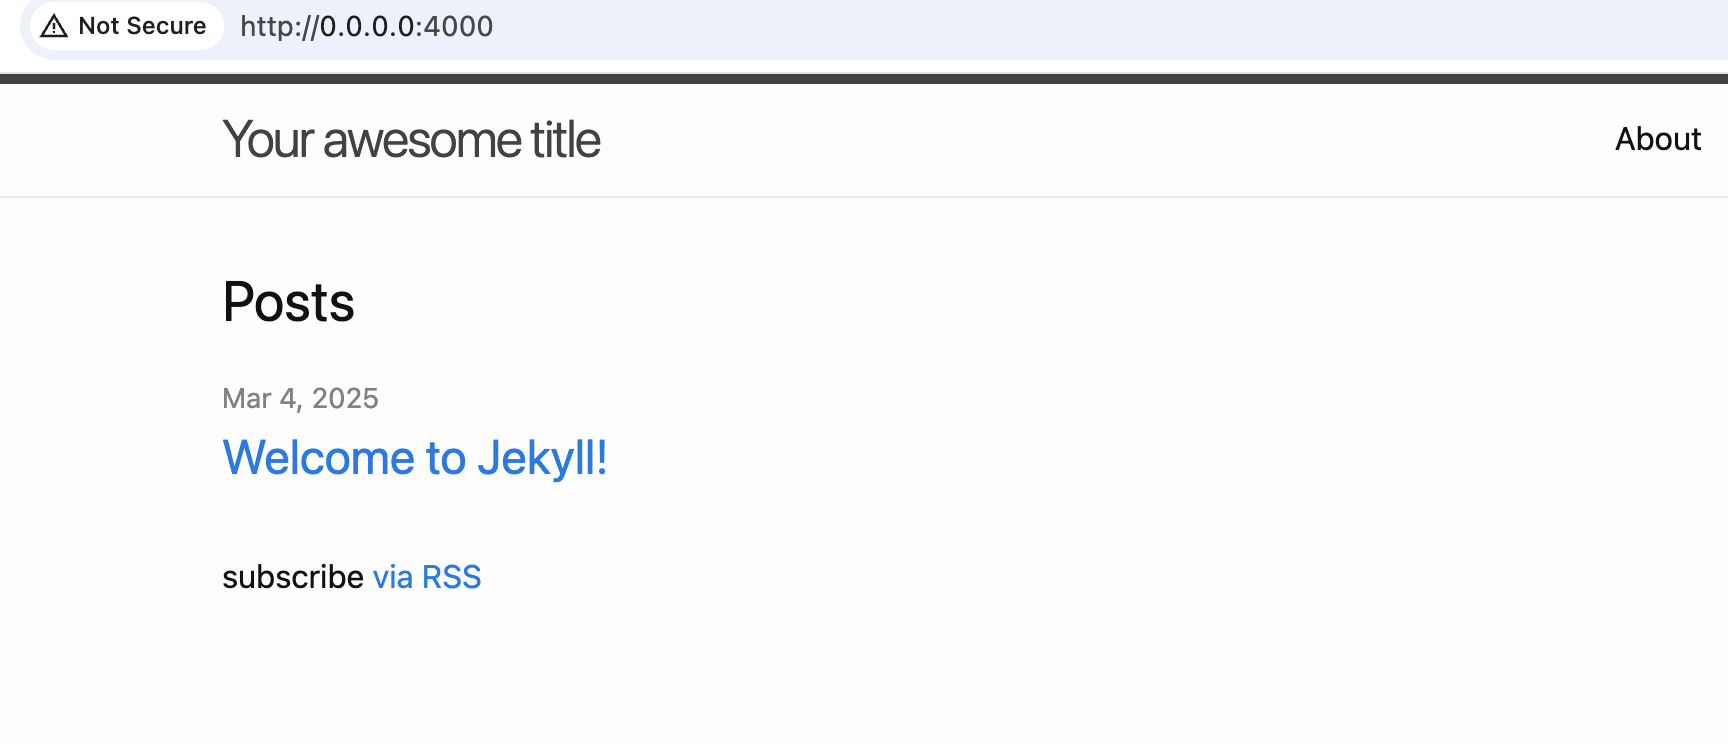 Not Secure http://0.0.0.0:4000
Your awesome title About
Posts
Mar 4, 2025
Welcome to Jekyll!
subscribe via RSS